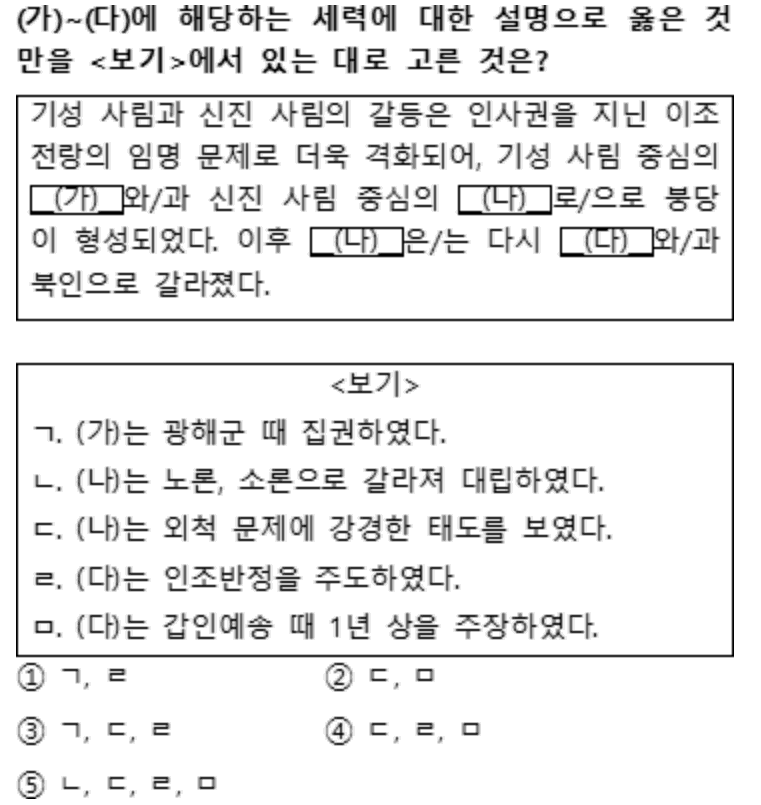 (가)~(다)에 해당하는 세력에 대한 설명으로 옳은 것
만을 <보기>에서 있는 대로 고른 것은?
기성 사림과 신진 사림의 갈등은 인사권을 지닌 이조
전랑의 임명 문제로 더욱 격화되어, 기성 사림 중심의
(가) 와/과 신진 사림 중심의 (나) 로/으로 붕당
이 형성되었다. 이후 (나) 은/는 다시 (다) 와/과
북인으로 갈라졌다.
<보기>
ㄱ. (가)는 광해군 때 집권하였다.
ㄴ. (나)는 노론, 소론으로 갈라져 대립하였다.
ㄷ. (나)는 외척 문제에 강경한 태도를 보였다.
ㄹ. (다)는 인조반정을 주도하였다.
ㅁ. (다)는 갑인예송 때 1년 상을 주장하였다.
① ㄱ, ㄹ ② ㄷ, ㅁ
③ ㄱ, ㄷ, ㄹ ④ ㄷ, ㄹ, ㅁ
⑤ ㄴ, ㄷ, ㄹ, ㅁ